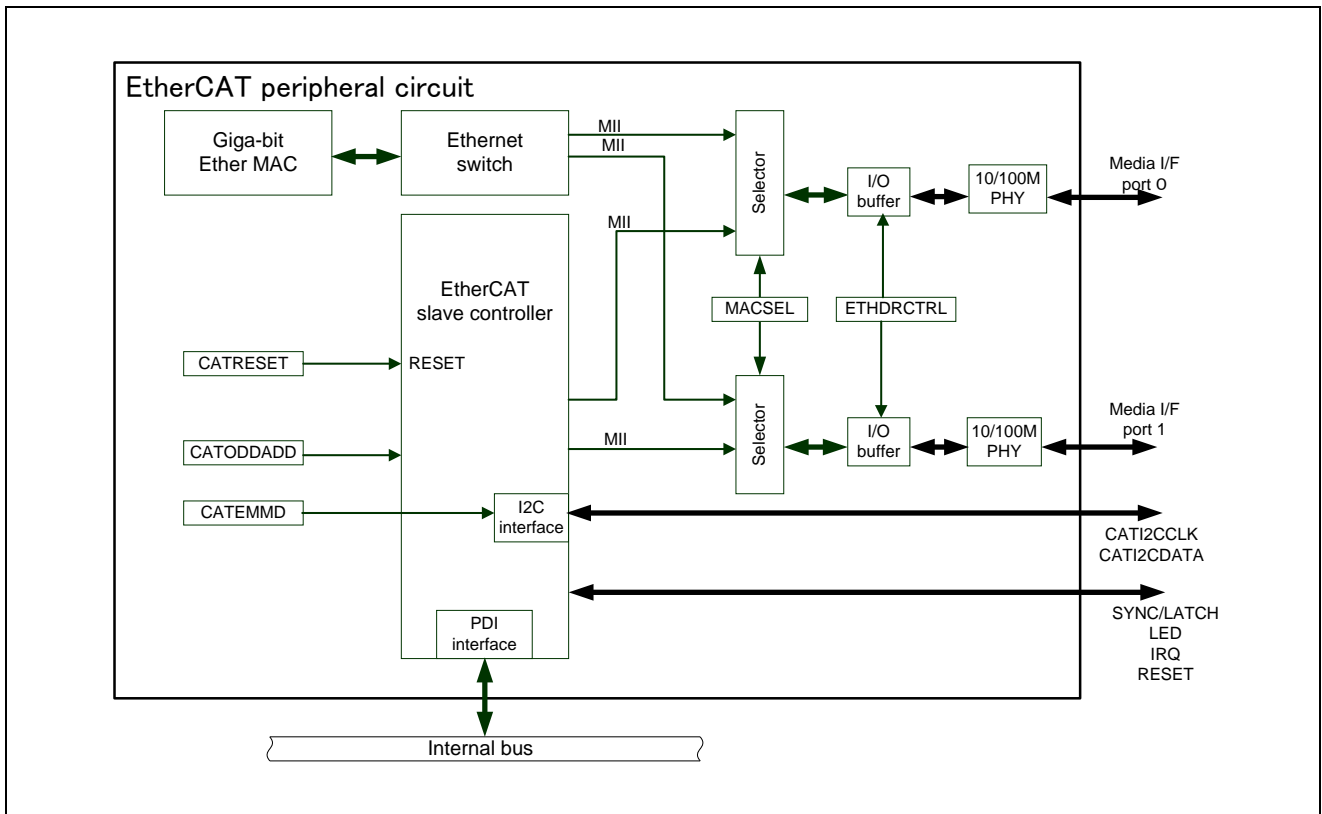 EtherCAT peripheral circuit
Giga-bit
Ether MAC
Ethernet
switch
MII
MII
Selector
I/O
buffer
10/100M
PHY
Media I/F
port 0
MII
EtherCAT
slave controller
MACSEL
ETHDRCTRL
CATRESET
RESET
Selector
I/O
buffer
10/100M
PHY
Media I/F
port 1
MII
CATODDADD
CATEMMD
I2C
interface
CATI2CCLK
CATI2CDATA
SYNC/LATCH
LED
IRQ
RESET
PDI
interface
Internal bus